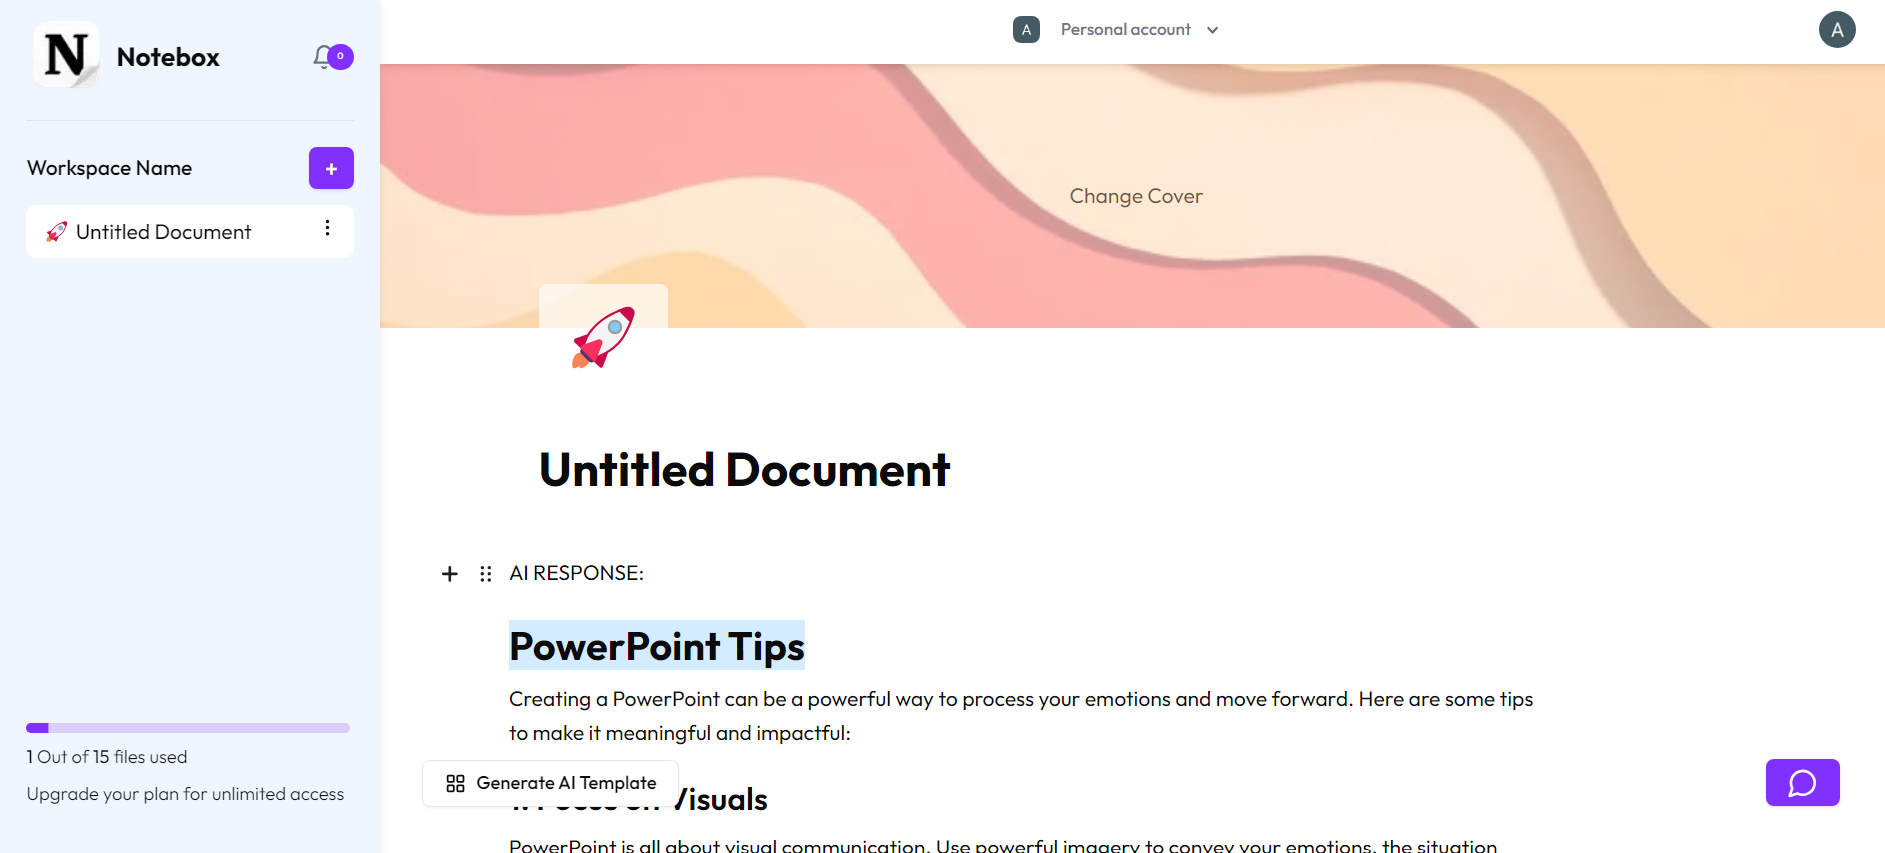 N Notebox
0
A Personal account
A
Workspace Name
+
Untitled Document
Change Cover
Untitled Document
AI RESPONSE:
PowerPoint Tips
Creating a PowerPoint can be a powerful way to process your emotions and move forward. Here are some tips
to make it meaningful and impactful:
Generate AI Template
Visuals
PowerPoint is all about visual communication. Use powerful imagery to convey your emotions, the situation
1 Out of 15 files used
Upgrade your plan for unlimited access